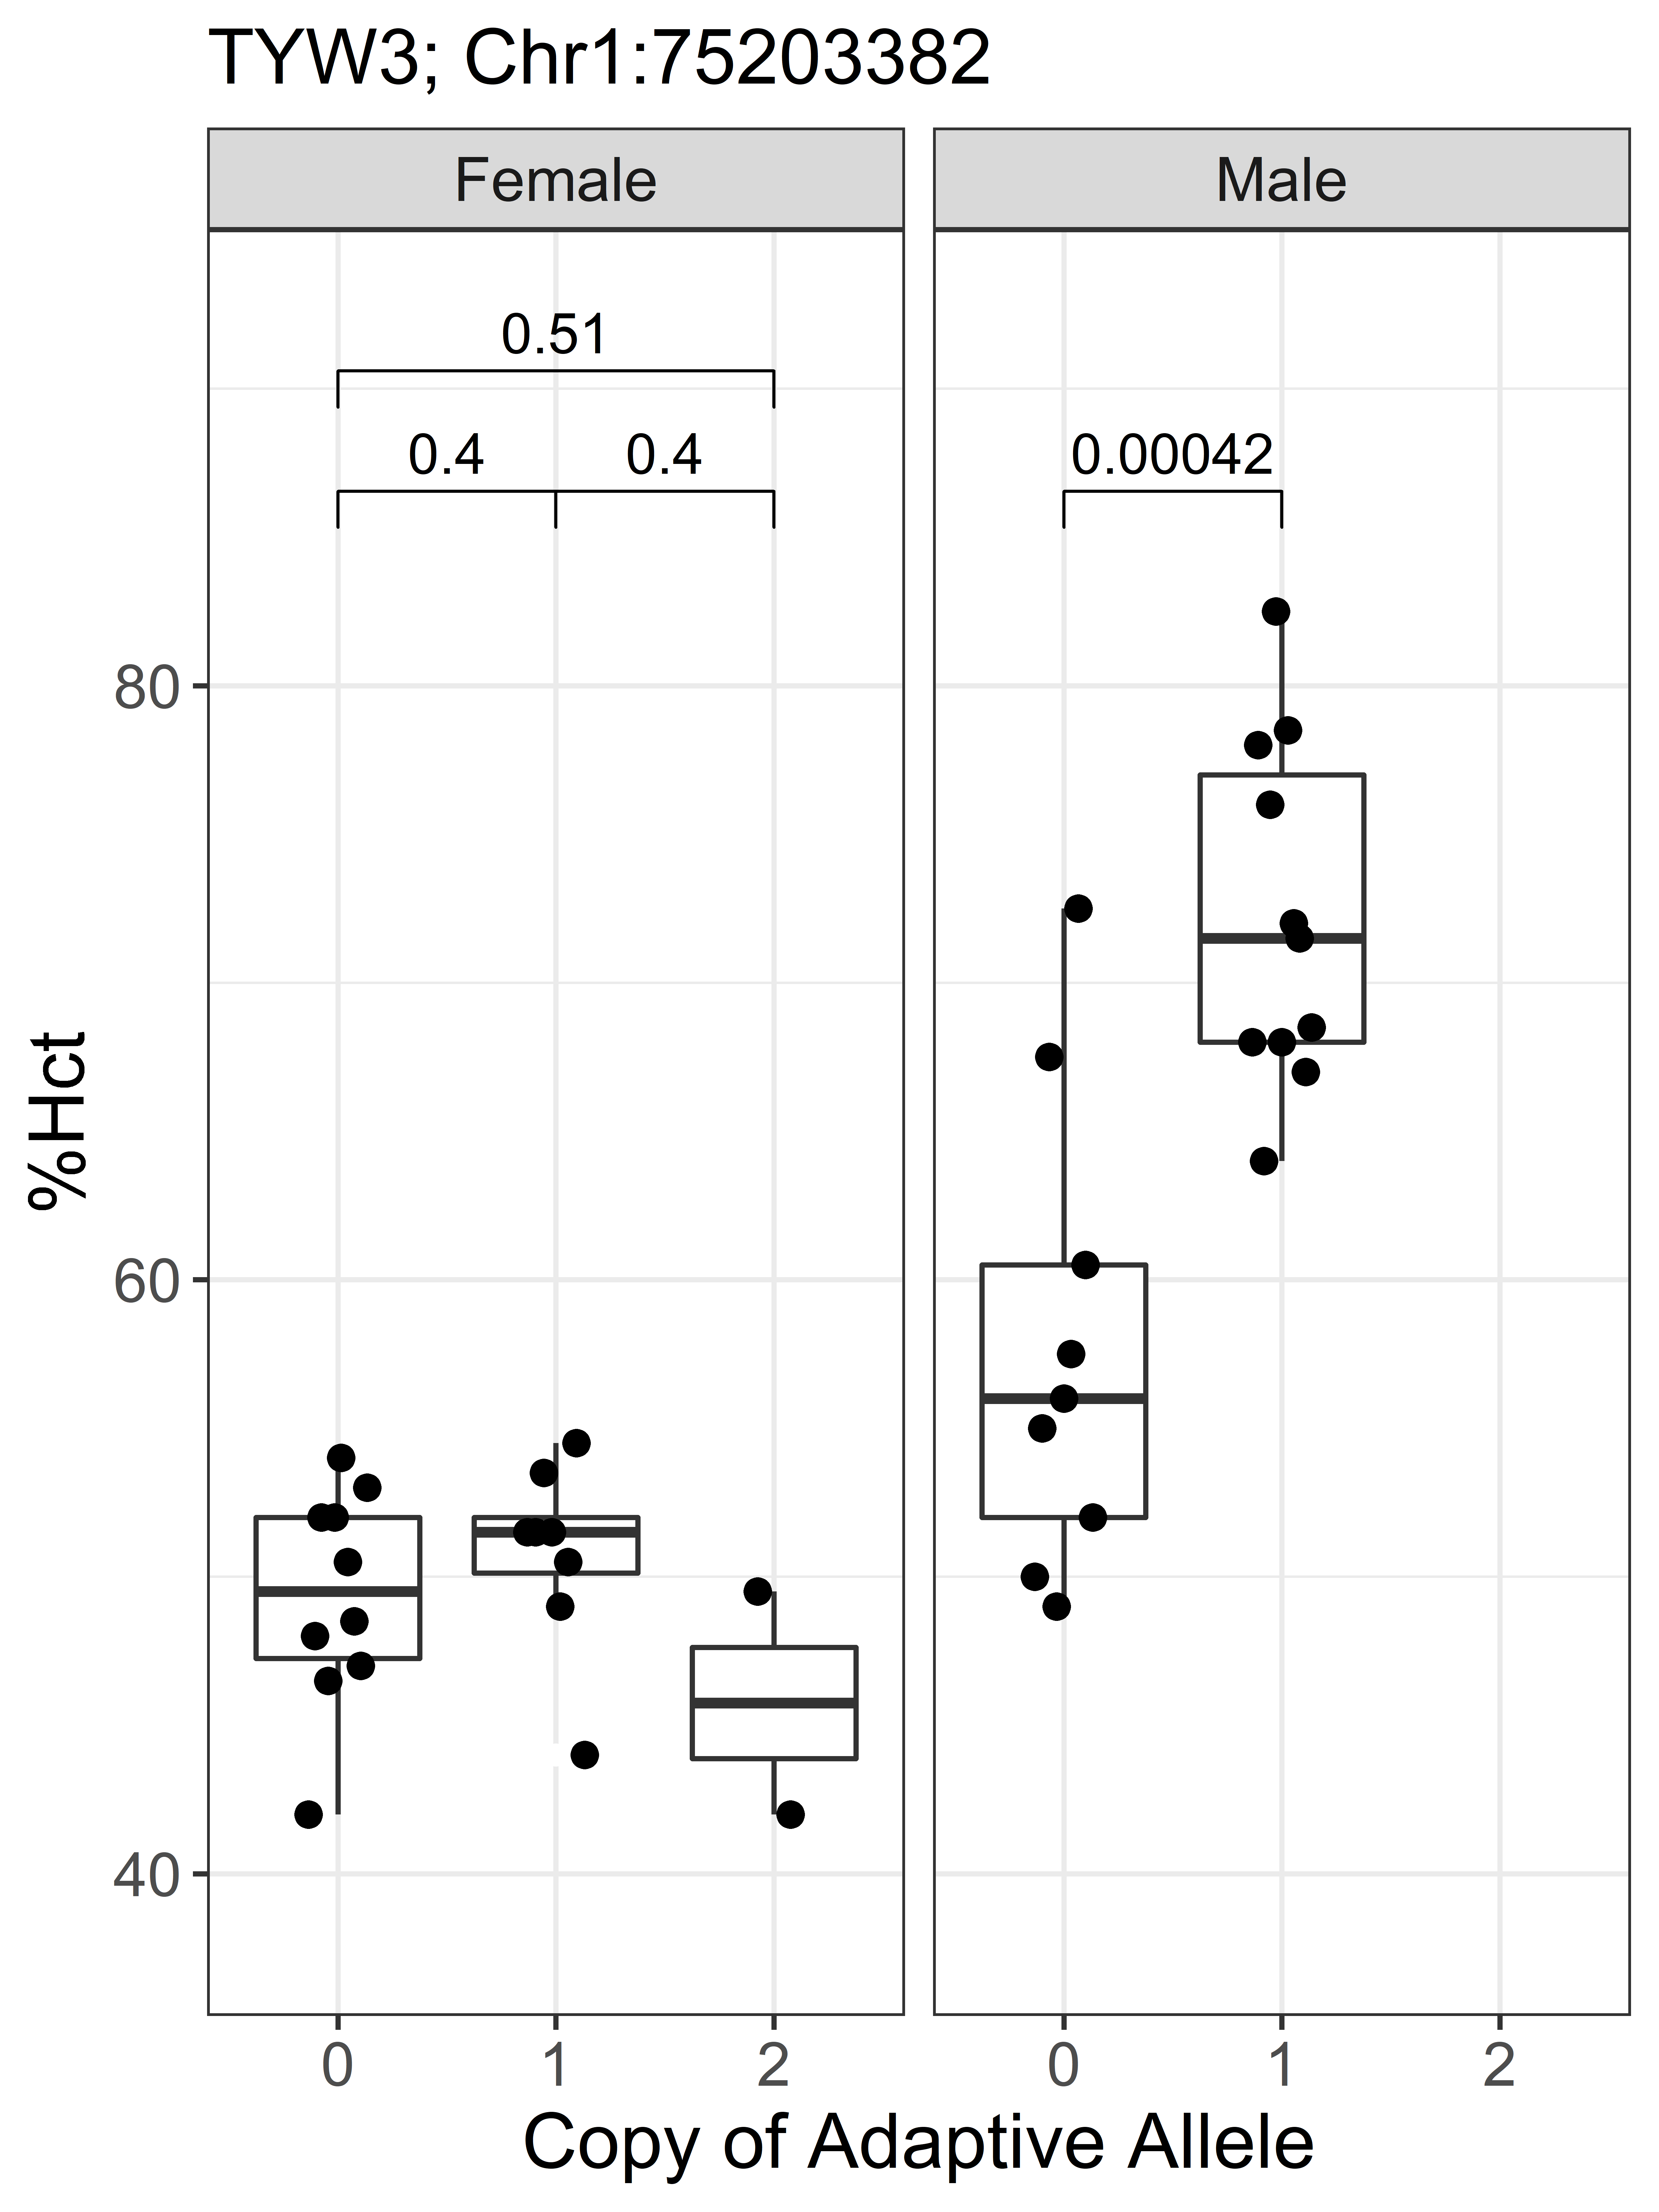 TYW3; Chr1:75203382
Female Male
0.51
0.4 0.4 0.00042
80
60
40
%Hct
0 1 2 0 1 2
Copy of Adaptive Allele